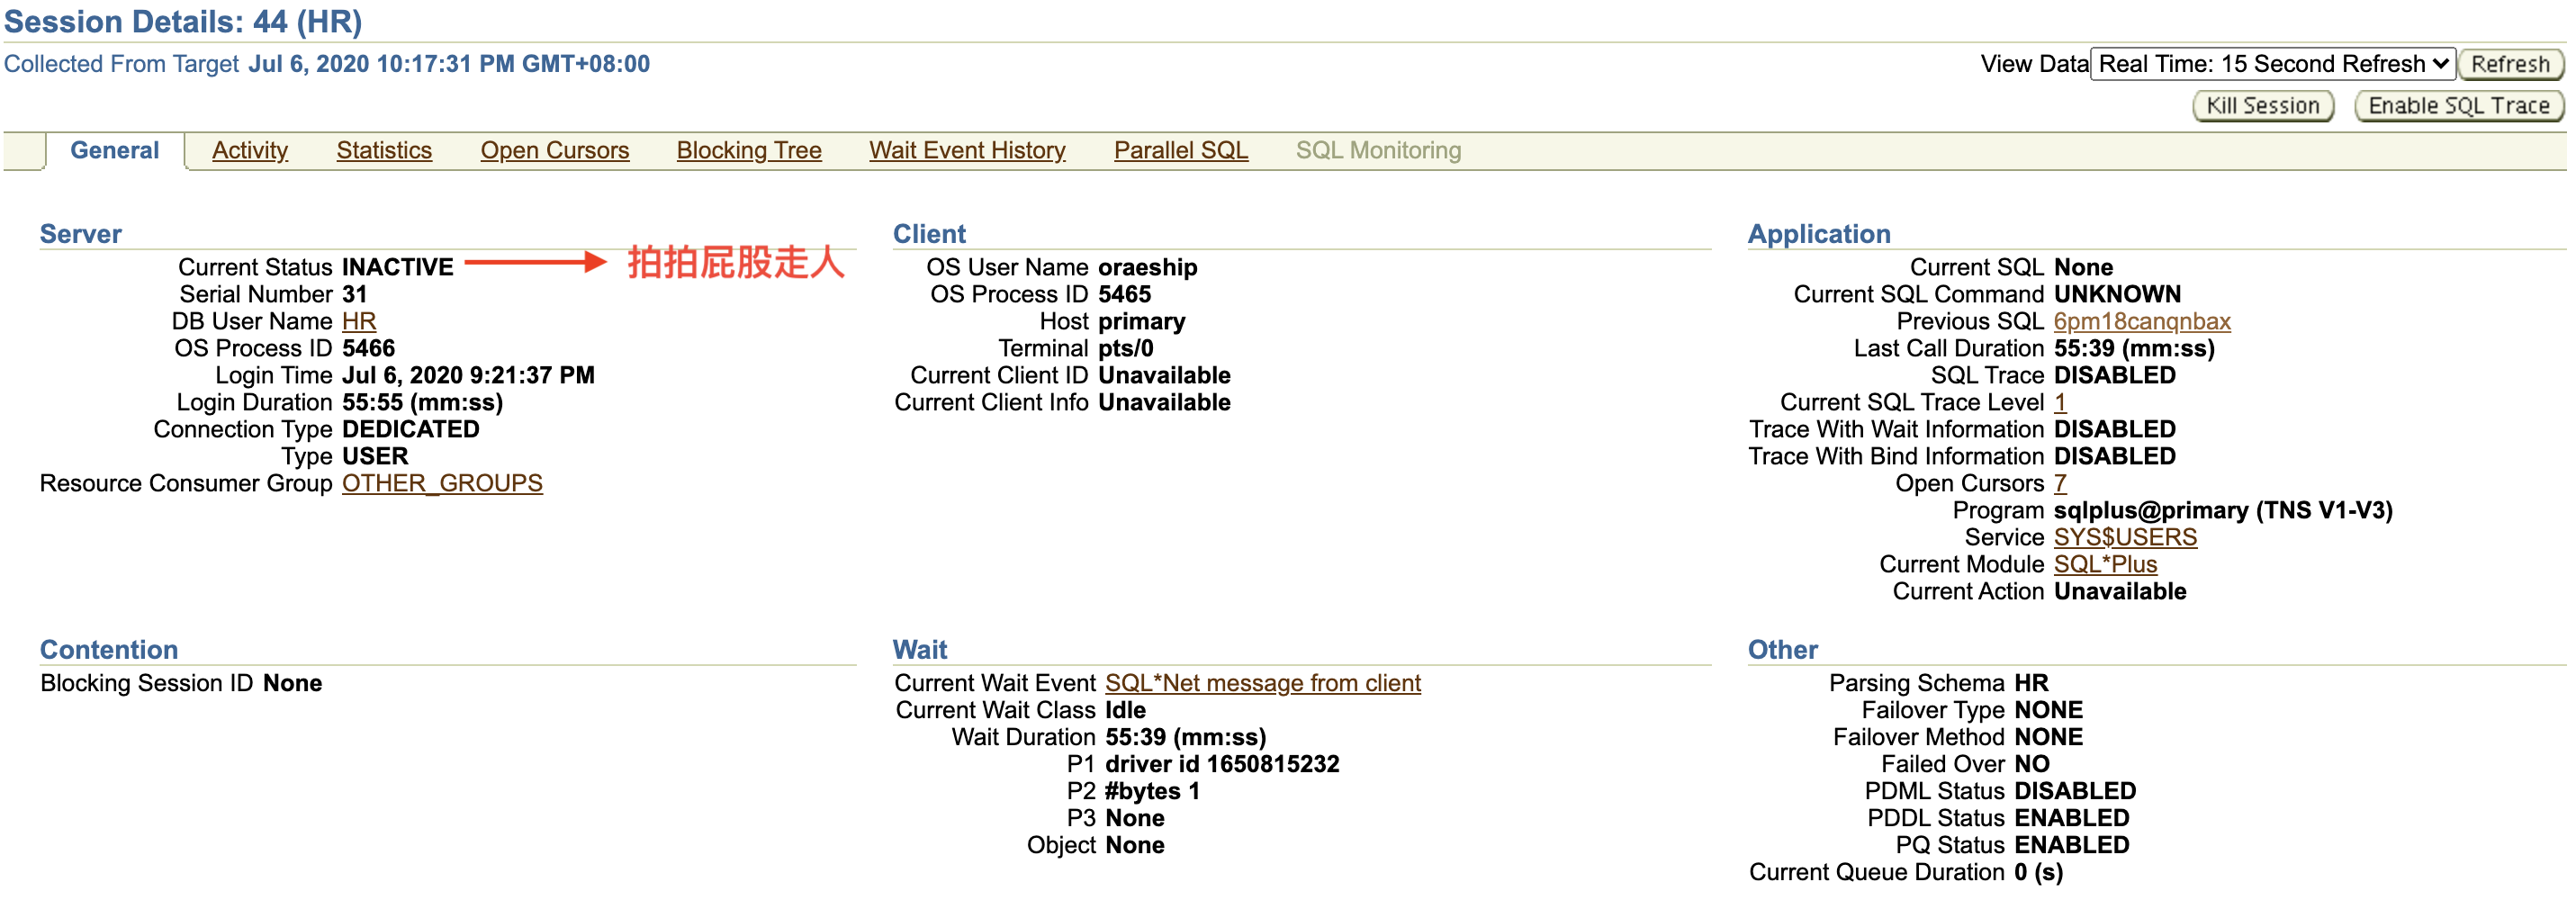 Session Details: 44 (HR)
Collected From Target Jul 6, 2020 10:17:31 PM GMT+08:00
View Data Real Time: 15 Second Refresh Refresh
Kill Session Enable SQL Trace
General Activity Statistics Open Cursors Blocking Tree Wait Event History Parallel SQL SQL Monitoring
Server
Current Status INACTIVE 拍拍屁股走人
Serial Number 31
DB User Name HR
OS Process ID 5466
Login Time Jul 6, 2020 9:21:37 PM
Login Duration 55:55 (mm:ss)
Connection Type DEDICATED
Type USER
Resource Consumer Group OTHER_GROUPS
Client
OS User Name oraeship
OS Process ID 5465
Host primary
Terminal pts/0
Current Client ID Unavailable
Current Client Info Unavailable
Application
Current SQL None
Current SQL Command UNKNOWN
Previous SQL 6pm18canqnbax
Last Call Duration 55:39 (mm:ss)
SQL Trace DISABLED
Current SQL Trace Level 1
Trace With Wait Information DISABLED
Trace With Bind Information DISABLED
Open Cursors 7
Program sqlplus@primary (TNS V1-V3)
Service SYS$USERS
Current Module SQL*Plus
Current Action Unavailable
Contention
Blocking Session ID None
Wait
Current Wait Event SQL*Net message from client
Current Wait Class Idle
Wait Duration 55:39 (mm:ss)
P1 driver id 1650815232
P2 #bytes 1
P3 None
Object None
Other
Parsing Schema HR
Failover Type NONE
Failover Method NONE
Failed Over NO
PDML Status DISABLED
PDDL Status ENABLED
PQ Status ENABLED
Current Queue Duration 0 (s)